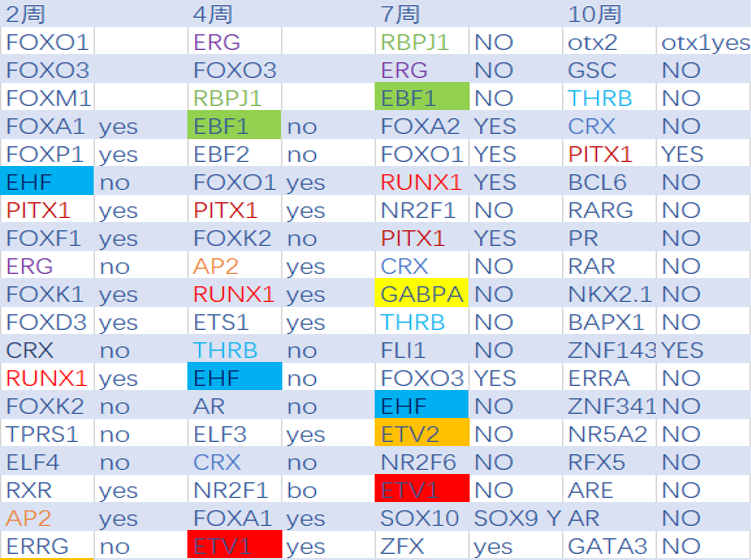 2周 4周 7周 10周
FOXO1 ERG RBPJ1 NO otx2 otx1yes
FOXO3 FOXO3 ERG NO GSC NO
FOXM1 RBPJ1 EBF1 NO THRB NO
FOXA1 yes EBF1 no FOXA2 YES CRX NO
FOXP1 yes EBF2 no FOXO1 YES PITX1 YES
EHF no FOXO1 yes RUNX1 YES BCL6 NO
PITX1 yes PITX1 yes NR2F1 NO RARG NO
FOXF1 yes FOXK2 no PITX1 YES PR NO
ERG no AP2 yes CRX NO RAR NO
FOXK1 yes RUNX1 yes GABPA NO NKX2.1 NO
FOXD3 yes ETS1 yes THRB NO BAPX1 NO
CRX no THRB no FLI1 NO ZNF143 YES
RUNX1 yes EHF no FOXO3 YES ERRA NO
FOXK2 no AR no EHF NO ZNF341 NO
TPRS1 no ELF3 yes ETV2 NO NR5A2 NO
ELF4 no CRX no NR2F6 NO RFX5 NO
RXR yes NR2F1 bo ETV1 NO ARE NO
AP2 yes FOXA1 yes SOX10 SOX9 Y AR NO
ERRG no ETV1 yes ZFX yes GATA3 NO